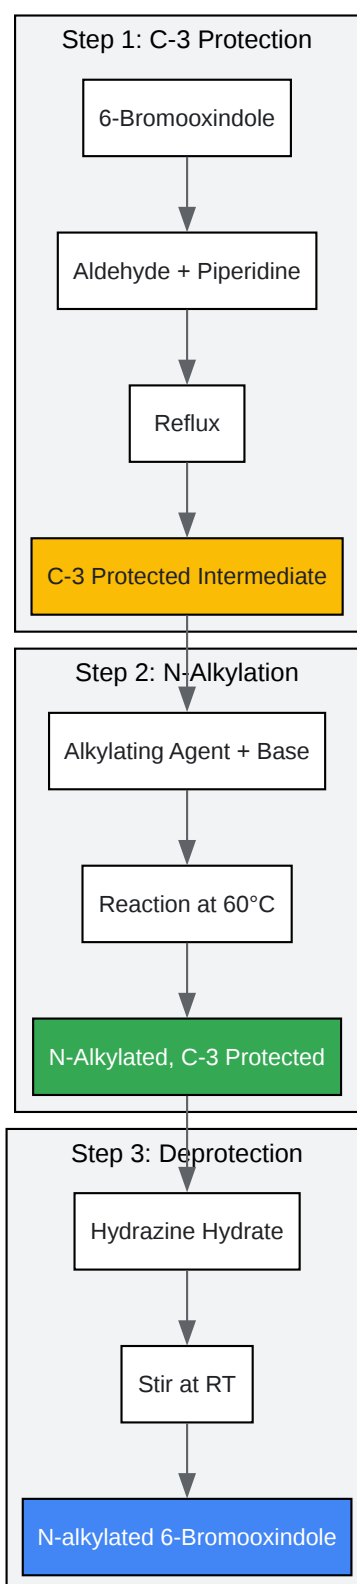 Step 1: C-3 Protection
6-Bromooxindole
Aldehyde + Piperidine
Reflux
C-3 Protected Intermediate
Step 2: N-Alkylation
Alkylating Agent + Base
Reaction at 60°C
N-Alkylated, C-3 Protected
Step 3: Deprotection
Hydrazine Hydrate
Stir at RT
N-alkylated 6-Bromooxindole